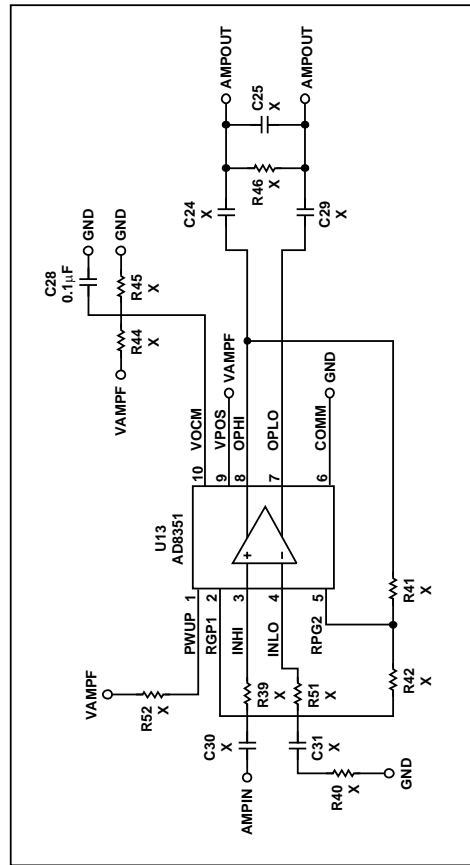 VAMPF
R52
X
C30
X
AMPIN
R39
X
C31
X
R51
X
R40
X
GND
PWUP
1
RGP1
2
INHI
3
INLO
4
RPG2
5
U13
AD8351
+
–
10
VOCM
9
VPOS
VAMPF
8
OPHI
7
OPLO
6
COMM
GND
VAMPF
R44
X
R45
X
GND
C28
0.1µF
GND
R42
X
R41
X
C24
X
C29
X
R46
X
C25
X
AMPOUT
AMPOUT